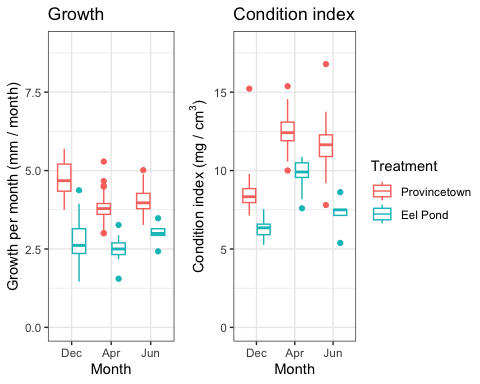 Growth
Condition index
Growth per month (mm / month)
7.5
5.0
2.5
0.0
Dec Apr Jun
Month
Condition index (mg / cm³)
15
10
5
0
Dec Apr Jun
Month
Treatment
Provincetown
Eel Pond